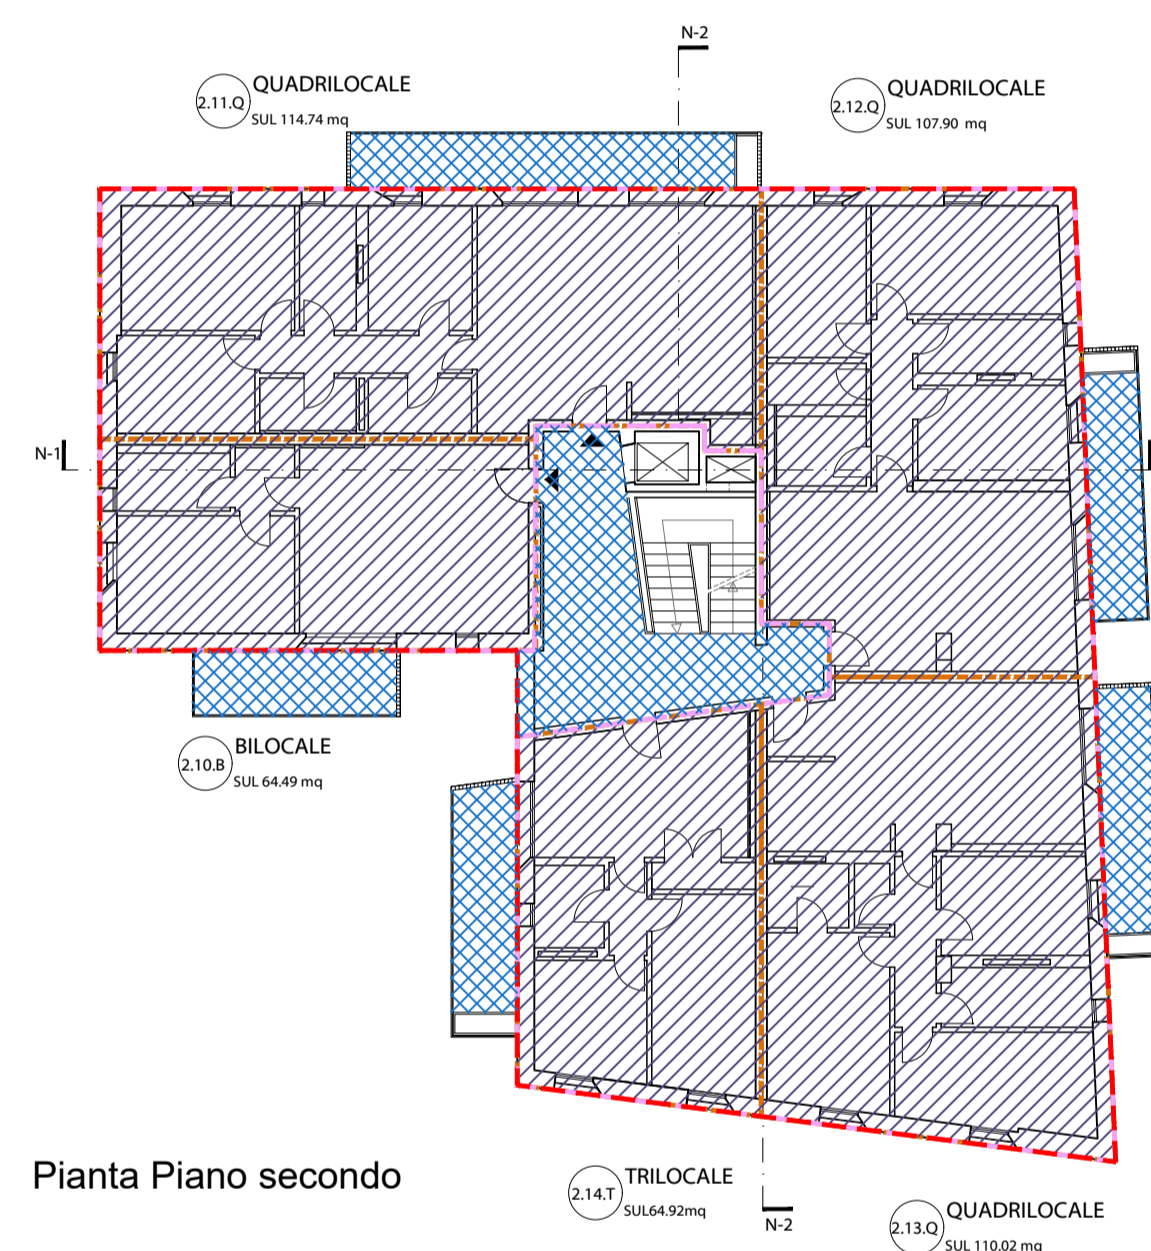 N-2
2.11.Q
QUADRILOCALE
SUL 114.74 mq
2.12.Q
QUADRILOCALE
SUL 107.90 mq
N-1
2.10.B
BILOCALE
SUL 64.49 mq
Pianta Piano secondo
2.14.T
TRILOCALE
SUL64.92mq
N-2
2.13.Q
QUADRILOCALE
SUL 110.02 mq